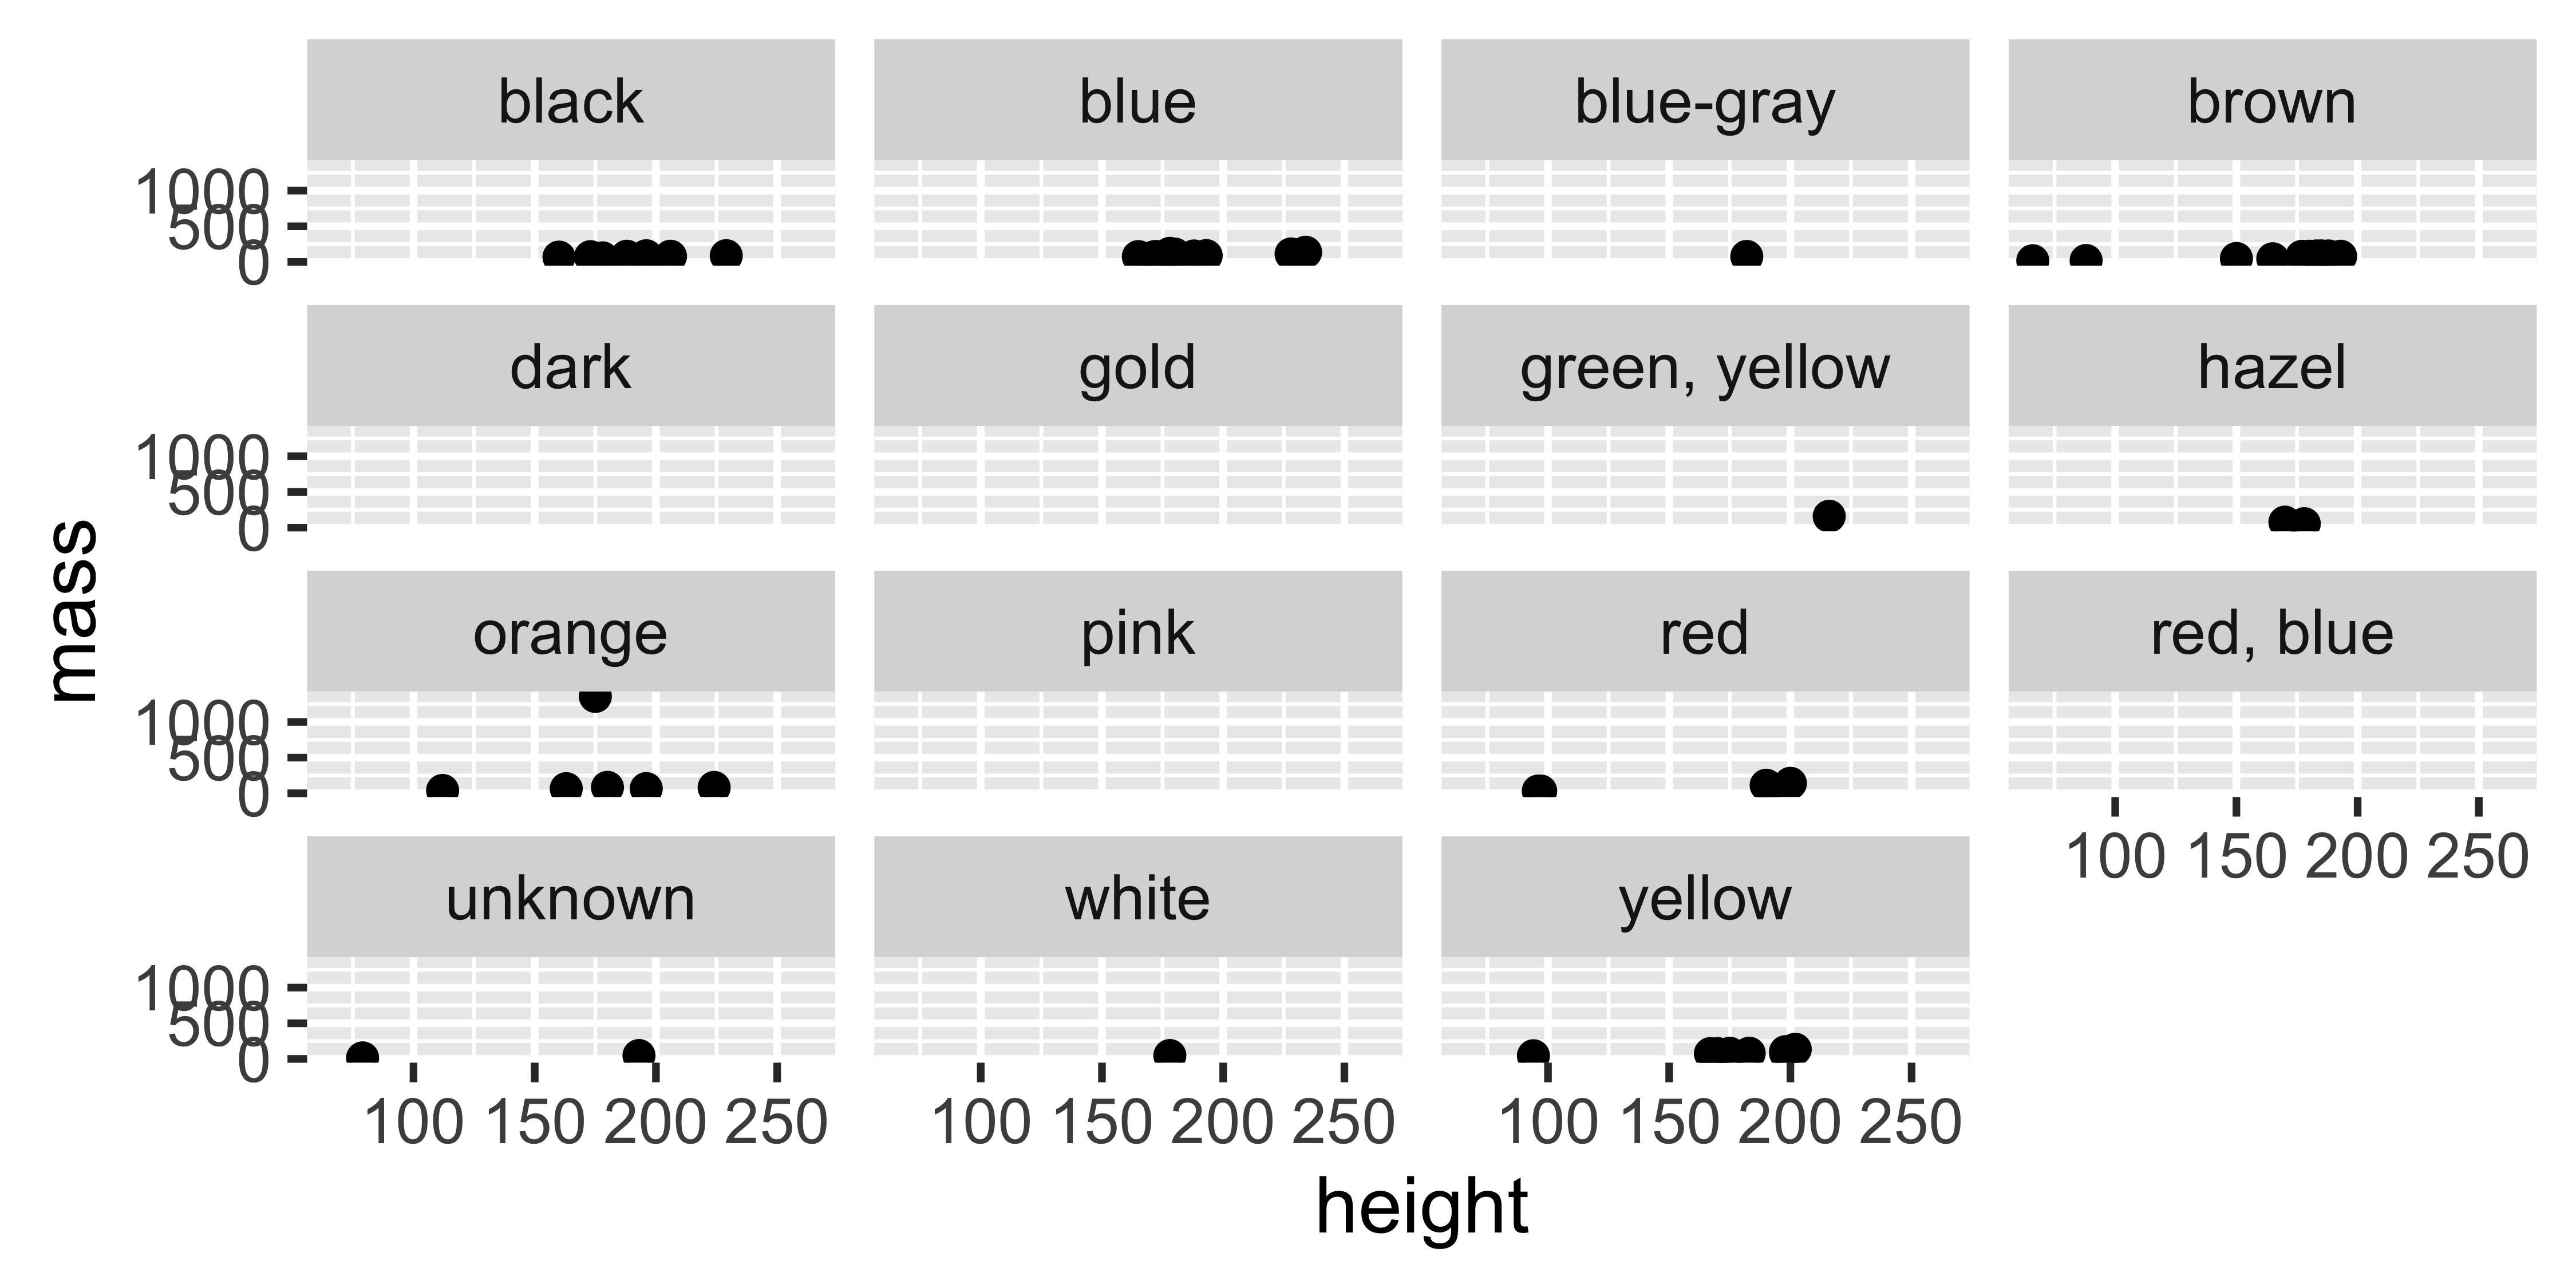 black blue blue-gray brown
1000
500
0
dark gold green, yellow hazel
1000
500
0
orange pink red red, blue
1000
500
0
100 150 200 250
unknown white yellow
1000
500
0
100 150 200 250 100 150 200 250 100 150 200 250
height
mass